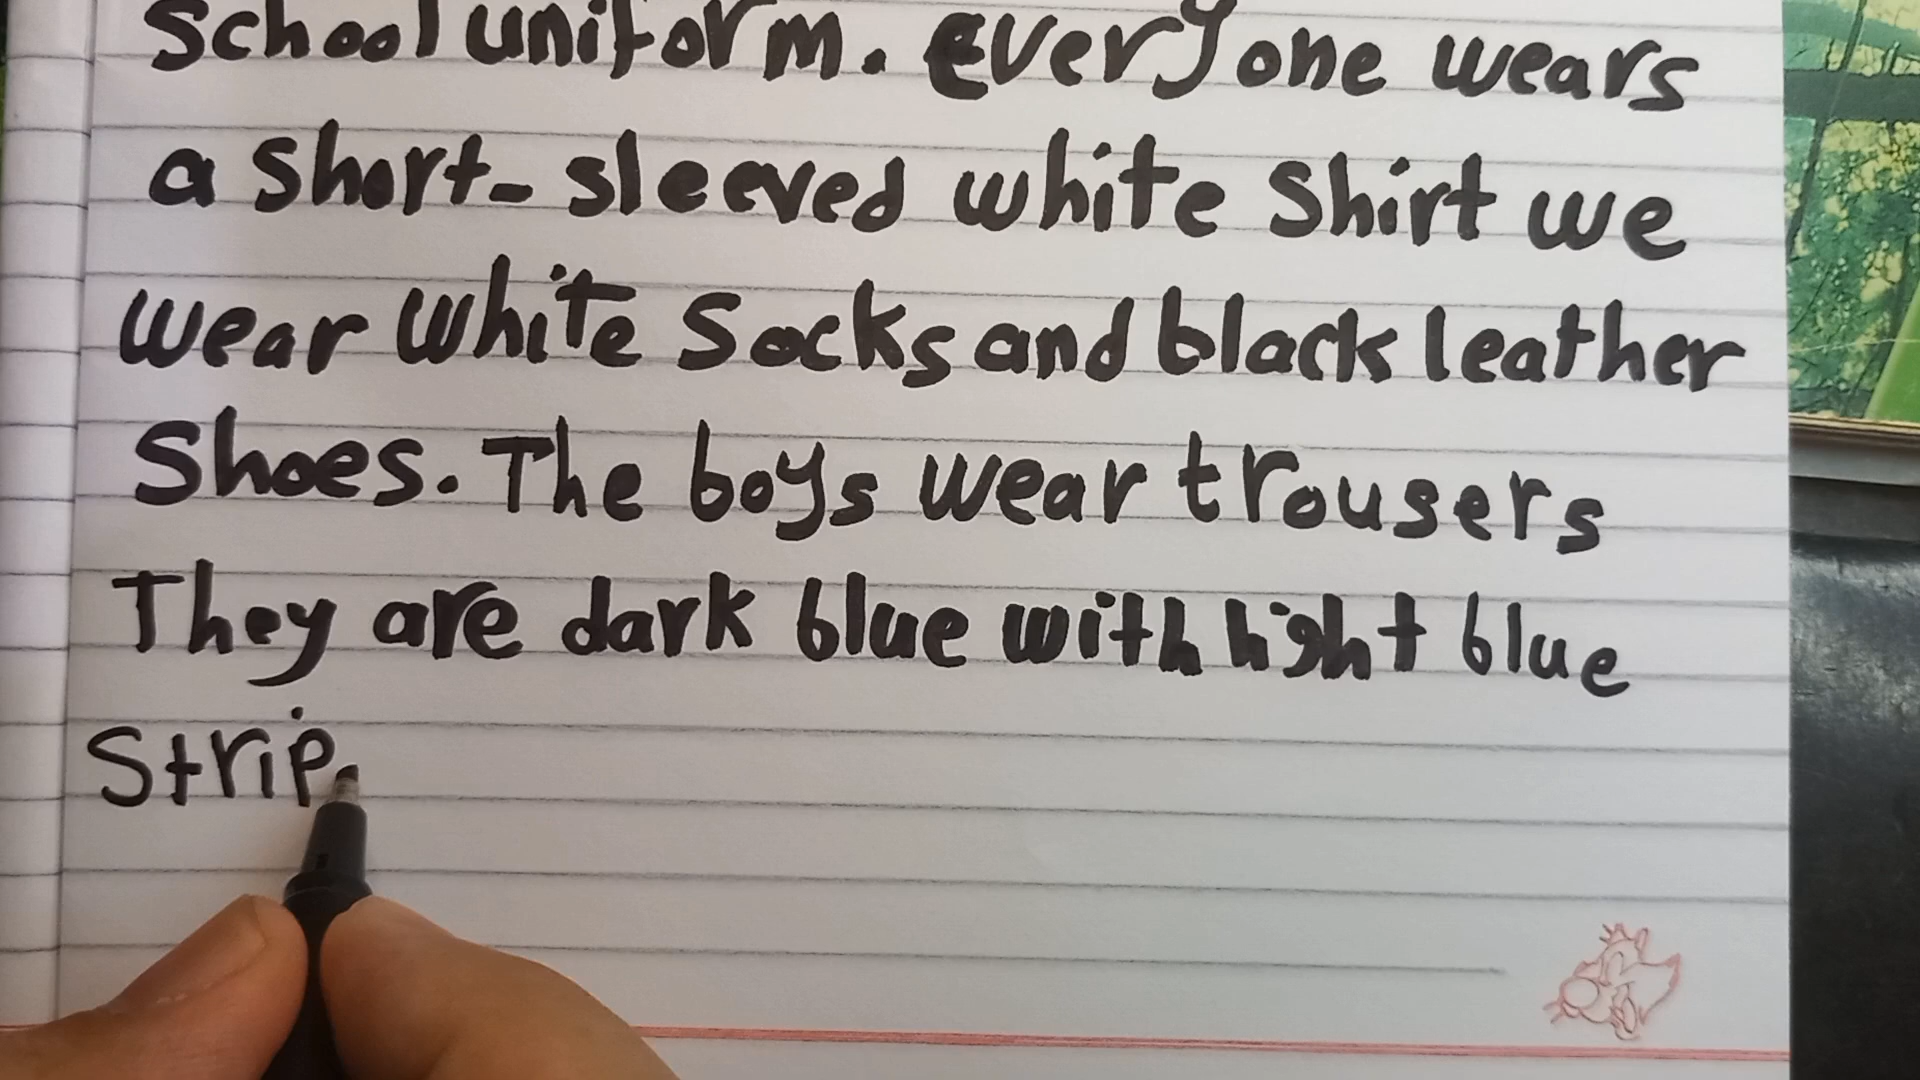 School uniform. everyone wears
a short-sleeved white shirt we
wear white socks and black leather
shoes. The boys wear trousers
They are dark blue with light blue
Strip